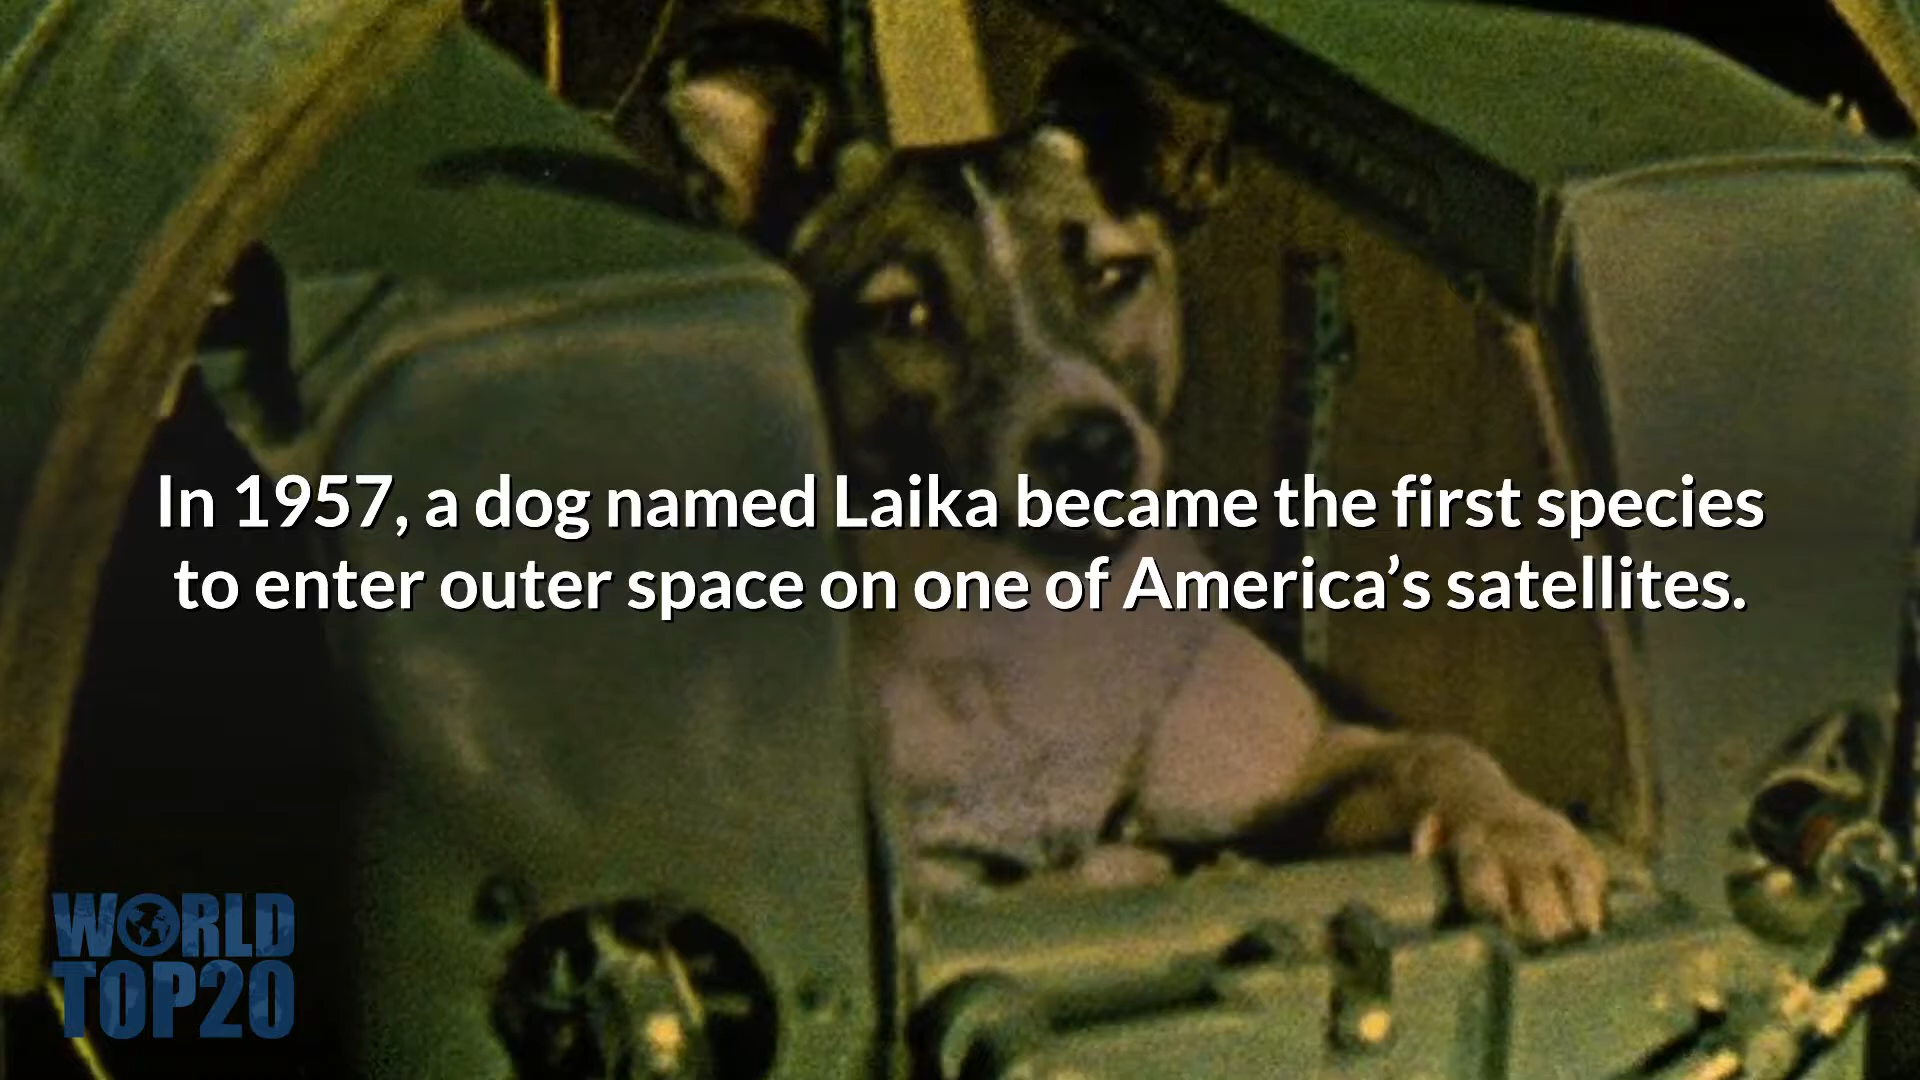 In 1957, a dog named Laika became the first species
to enter outer space on one of America’s satellites.
WORLD
TOP20